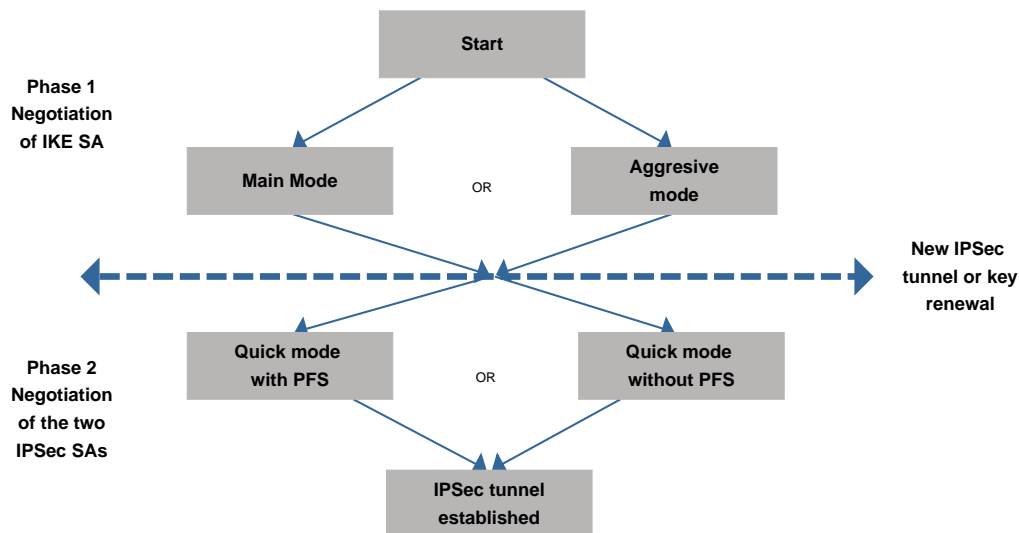 Start
Phase 1
Negotiation
of IKE SA
Main Mode
OR
Aggresive
mode
New IPSec
tunnel or key
renewal
Phase 2
Negotiation
of the two
IPSec SAs
Quick mode
with PFS
OR
Quick mode
without PFS
IPSec tunnel
established